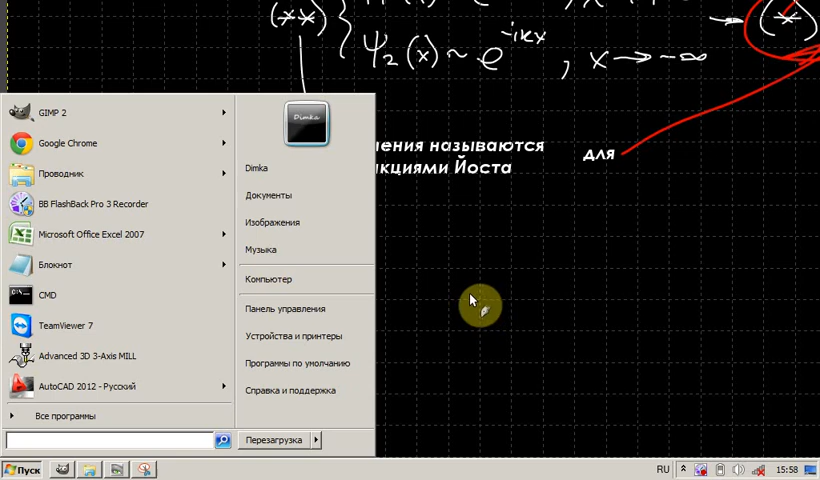 (**)
ψ₂(x) ~ e^-ikx , x → -∞
(*)
ения называются
нкциями Йоста
для
GIMP 2
Google Chrome
Проводник
BB FlashBack Pro 3 Recorder
Microsoft Office Excel 2007
Блокнот
CMD
TeamViewer 7
Advanced 3D 3-Axis MILL
AutoCAD 2012 - Русский
Все программы
Dimka
Dimka
Документы
Изображения
Музыка
Компьютер
Панель управления
Устройства и принтеры
Программы по умолчанию
Справка и поддержка
Перезагрузка
Пуск
RU
15:58